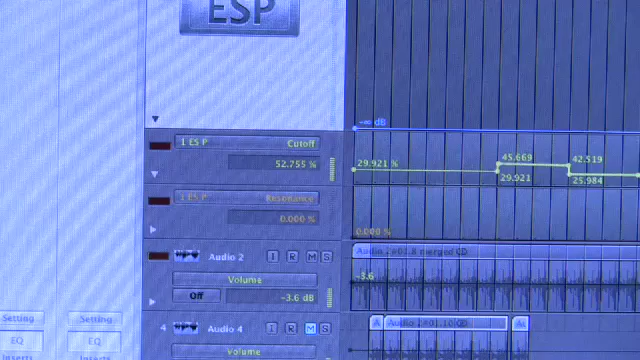 ESP
-∞ dB
1 ES P Cutoff
52.755 %
29.921 %
45.669
29.921
42.519
25.984
1 ES P Resonance
0.000 %
0.000 %
Audio 2 I R M S
Volume
Off -3.6 dB
-3.6
4 Audio 4 I R M S
Volume
Setting Setting
EQ EQ
Inserts Inserts